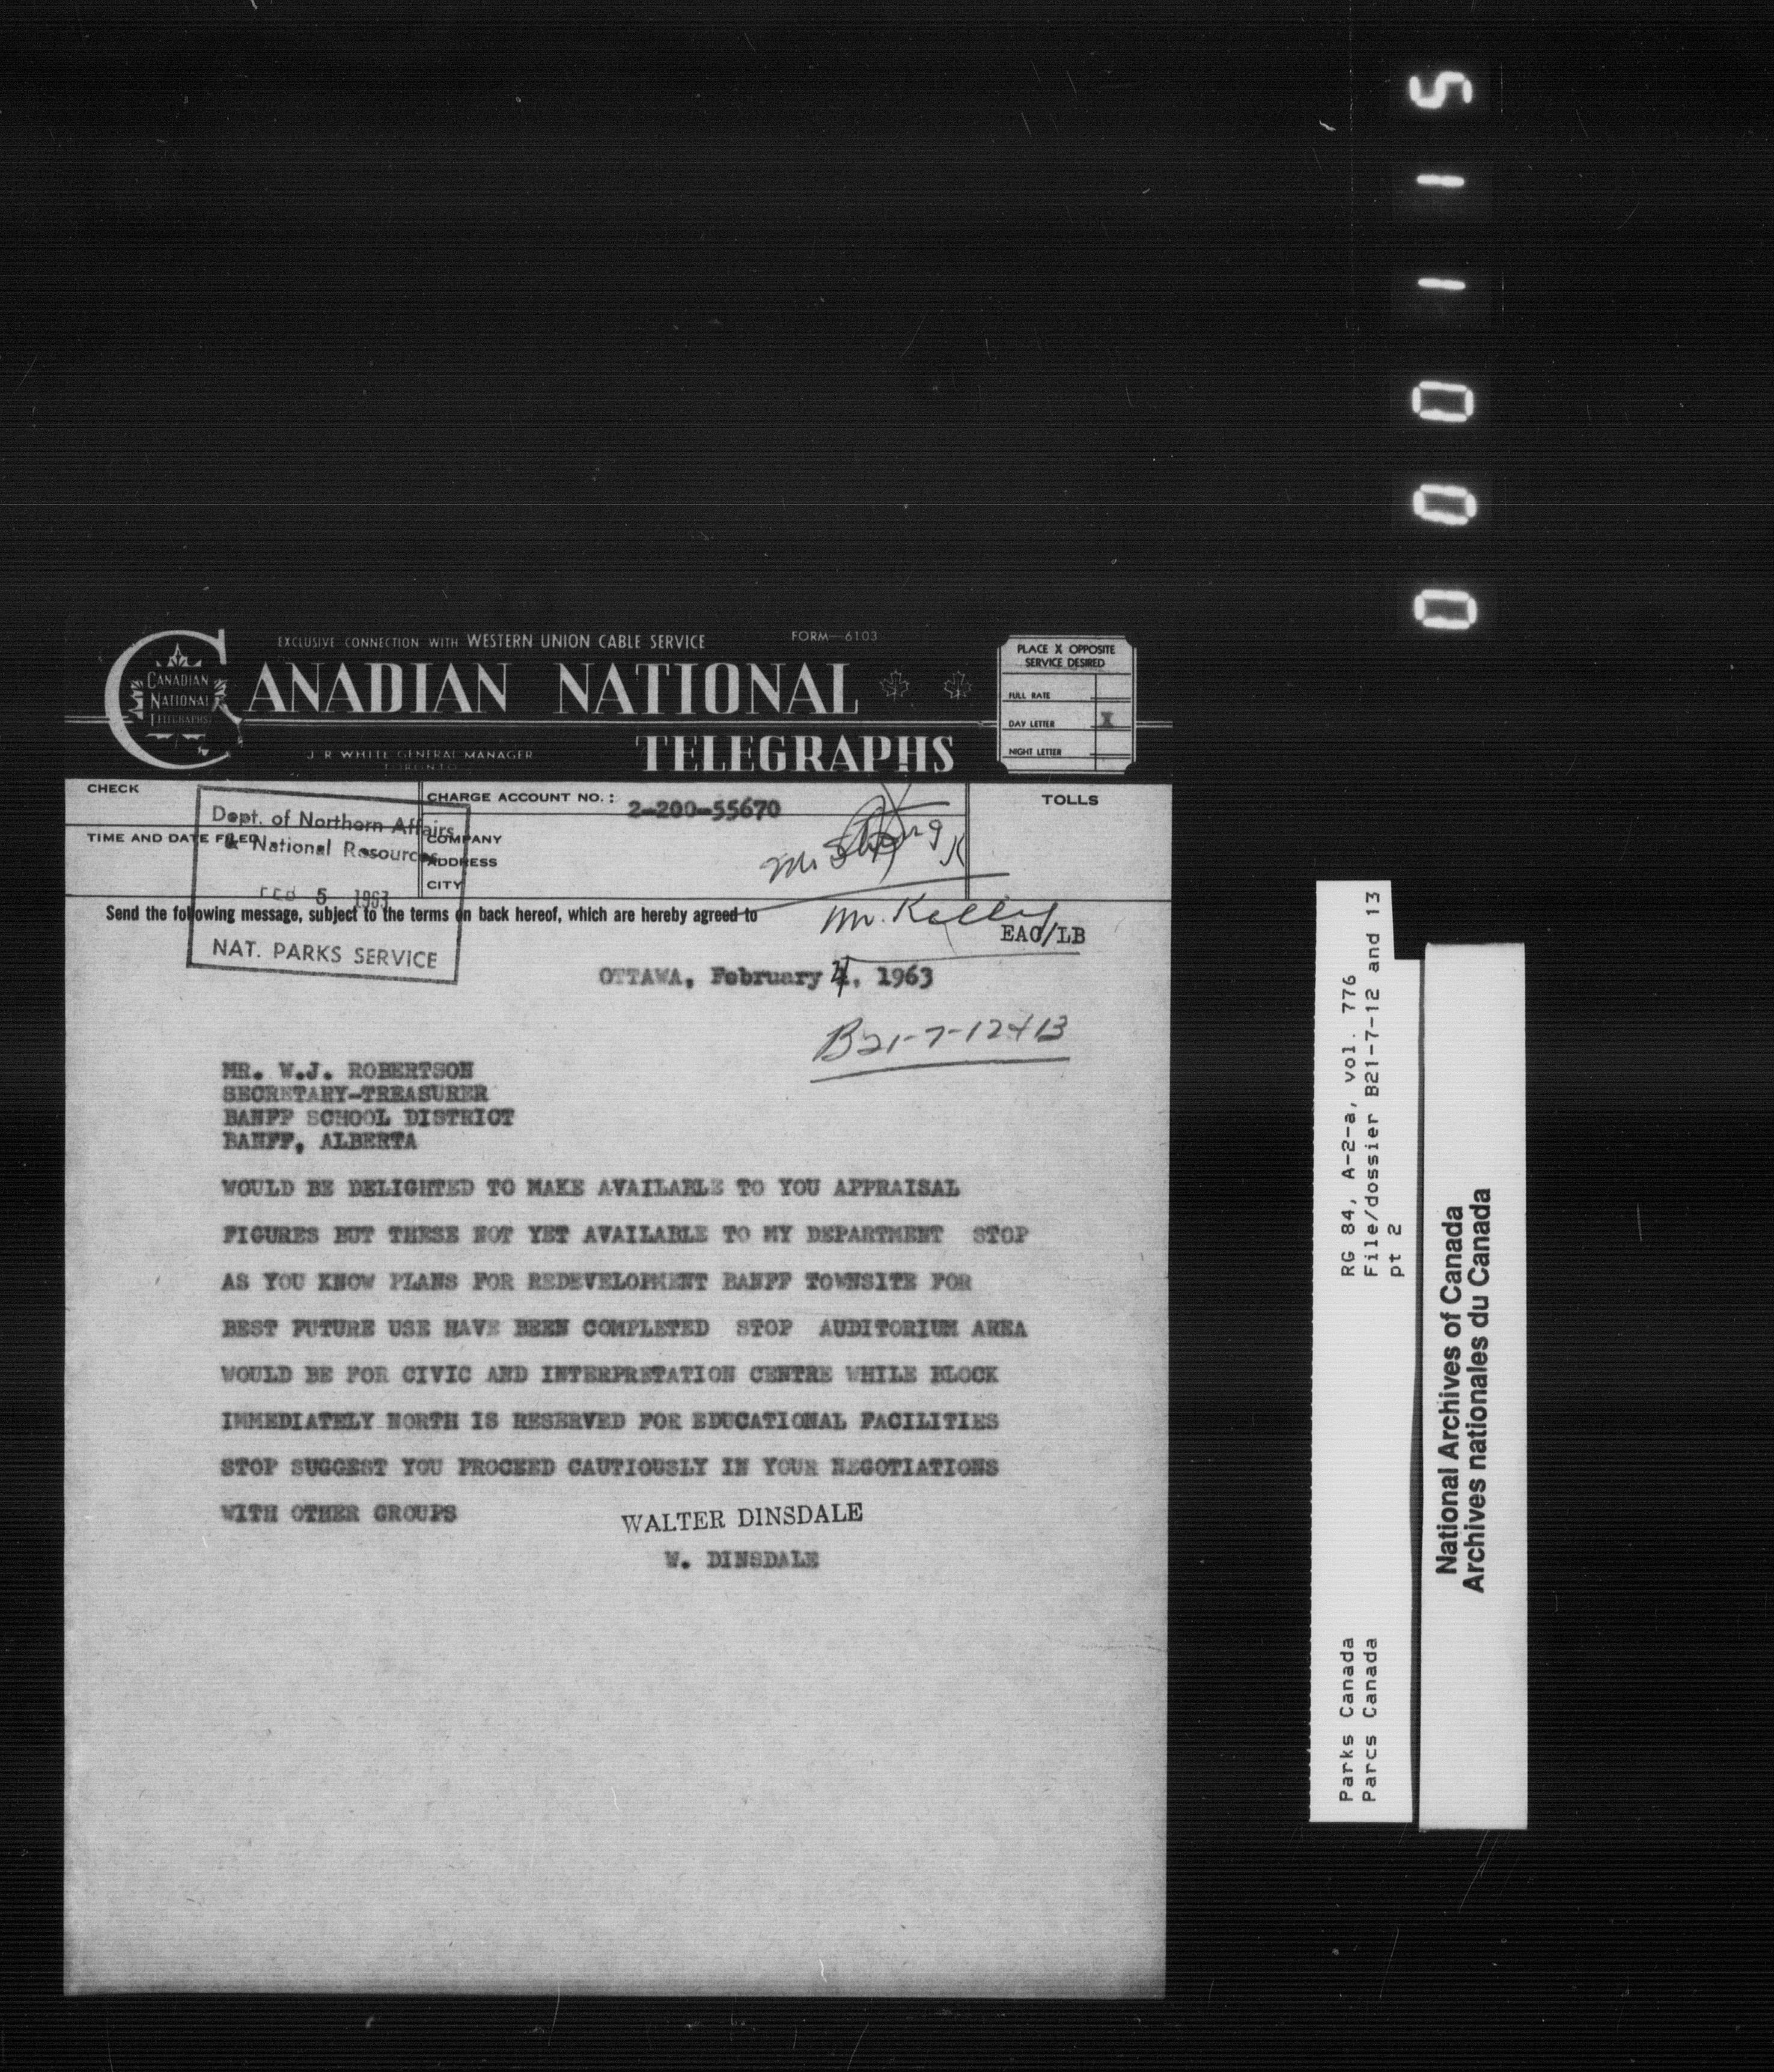 000115
EXCLUSIVE CONNECTION WITH WESTERN UNION CABLE SERVICE
FORM—6103
CANADIAN NATIONAL
TELEGRAPHS
CANADIAN
NATIONAL
TELEGRAPHS
J R WHITE GENERAL MANAGER
TORONTO
PLACE X OPPOSITE
SERVICE DESIRED
FULL RATE
DAY LETTER X
NIGHT LETTER
CHECK
TIME AND DATE FILED
CHARGE ACCOUNT NO. : 2-200-55670
COMPANY
ADDRESS
CITY
TOLLS
Dept. of Northern Affairs
& National Resources
FEB 5 1963
NAT. PARKS SERVICE
Mr
Send the following message, subject to the terms on back hereof, which are hereby agreed to
Mr. Kelly
EAC/LB
OTTAWA, February 4, 1963
B21-7-12+13
MR. W.J. ROBERTSON
SECRETARY-TREASURER
BANFF SCHOOL DISTRICT
BANFF, ALBERTA
WOULD BE DELIGHTED TO MAKE AVAILABLE TO YOU APPRAISAL
FIGURES BUT THESE NOT YET AVAILABLE TO MY DEPARTMENT STOP
AS YOU KNOW PLANS FOR REDEVELOPMENT BANFF TOWNSITE FOR
BEST FUTURE USE HAVE BEEN COMPLETED STOP AUDITORIUM AREA
WOULD BE FOR CIVIC AND INTERPRETATION CENTRE WHILE BLOCK
IMMEDIATELY NORTH IS RESERVED FOR EDUCATIONAL FACILITIES
STOP SUGGEST YOU PROCEED CAUTIOUSLY IN YOUR NEGOTIATIONS
WITH OTHER GROUPS
WALTER DINSDALE
W. DINSDALE
RG 84, A-2-a, vol. 776
File/dossier B21-7-12 and 13
pt 2
Parks Canada
Parcs Canada
National Archives of Canada
Archives nationales du Canada